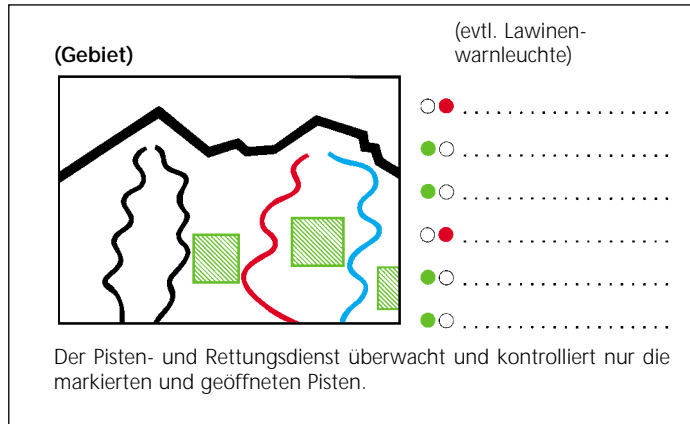 (Gebiet)
(evtl. Lawinen-
warnleuchte)
Der Pisten- und Rettungsdienst überwacht und kontrolliert nur die
markierten und geöffneten Pisten.